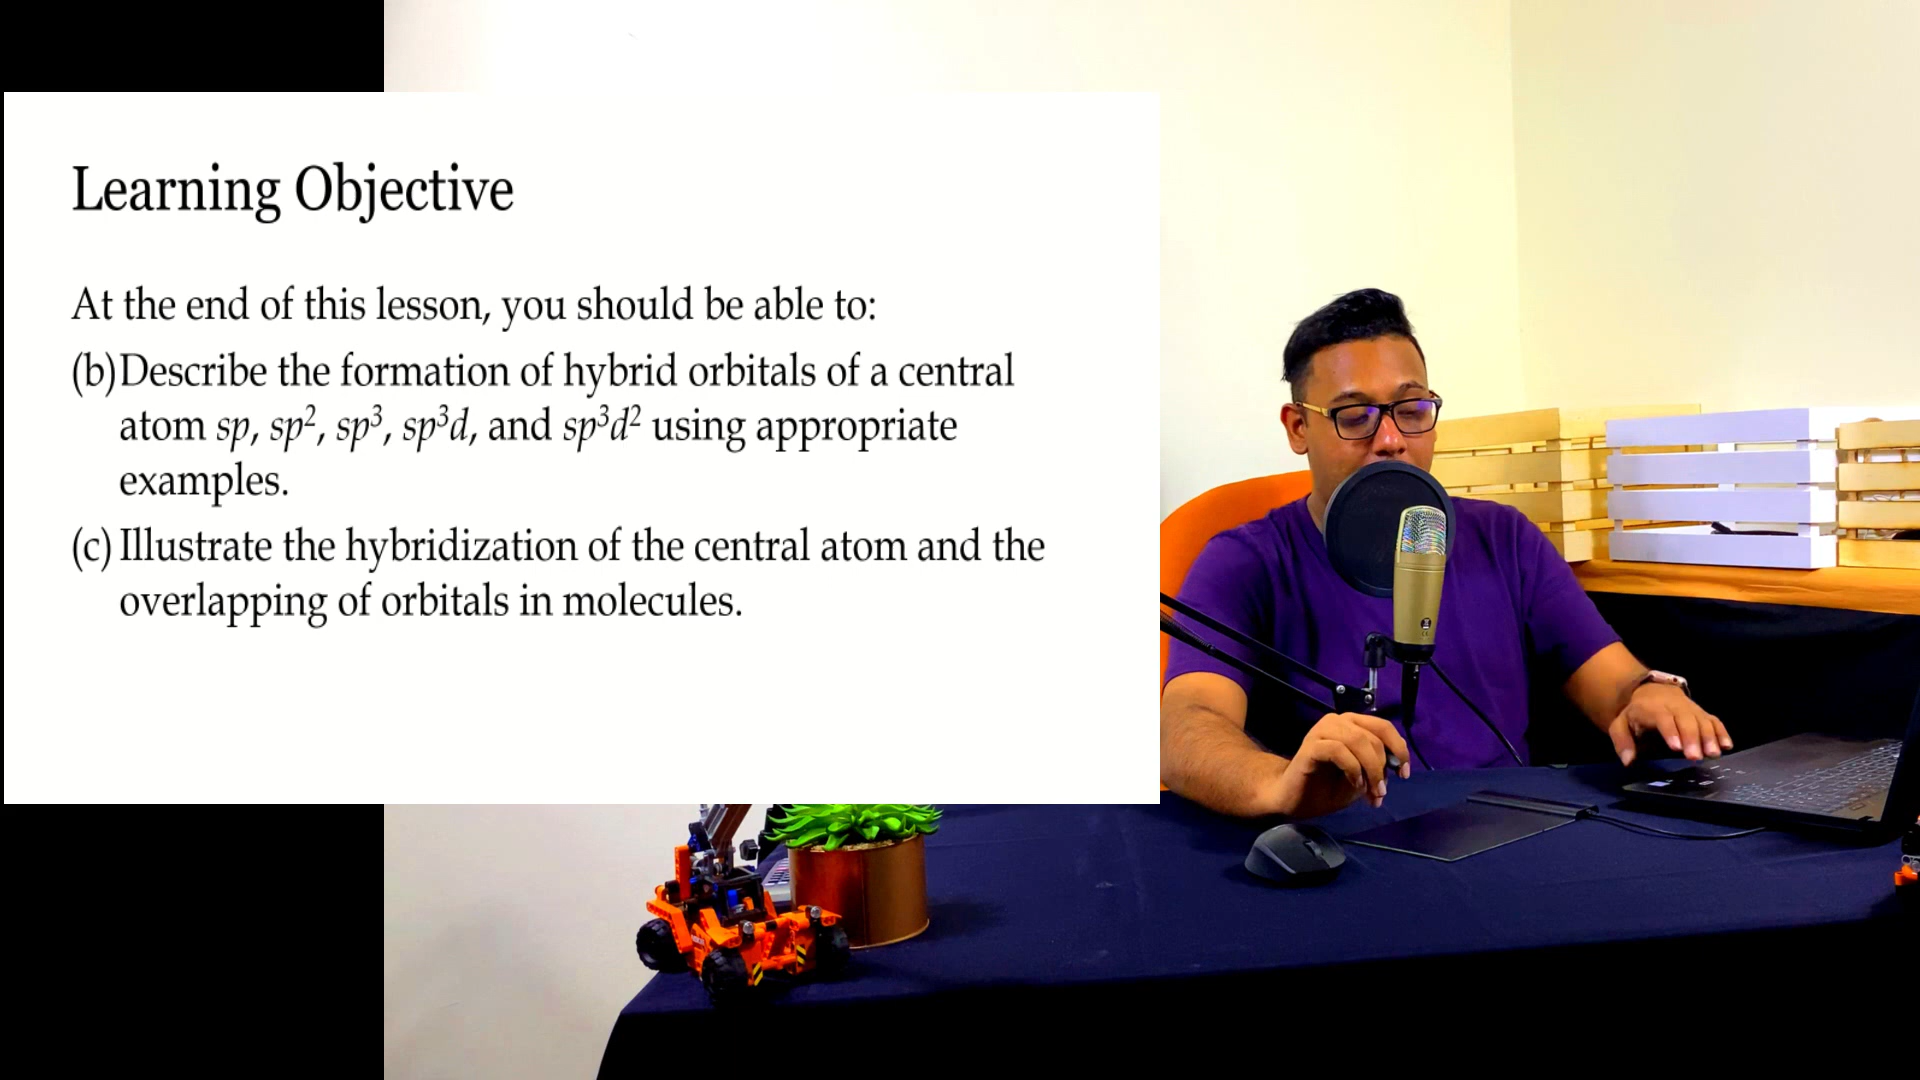 Learning Objective
At the end of this lesson, you should be able to:
(b) Describe the formation of hybrid orbitals of a central
atom sp, sp², sp³, sp³d, and sp³d² using appropriate
examples.
(c) Illustrate the hybridization of the central atom and the
overlapping of orbitals in molecules.